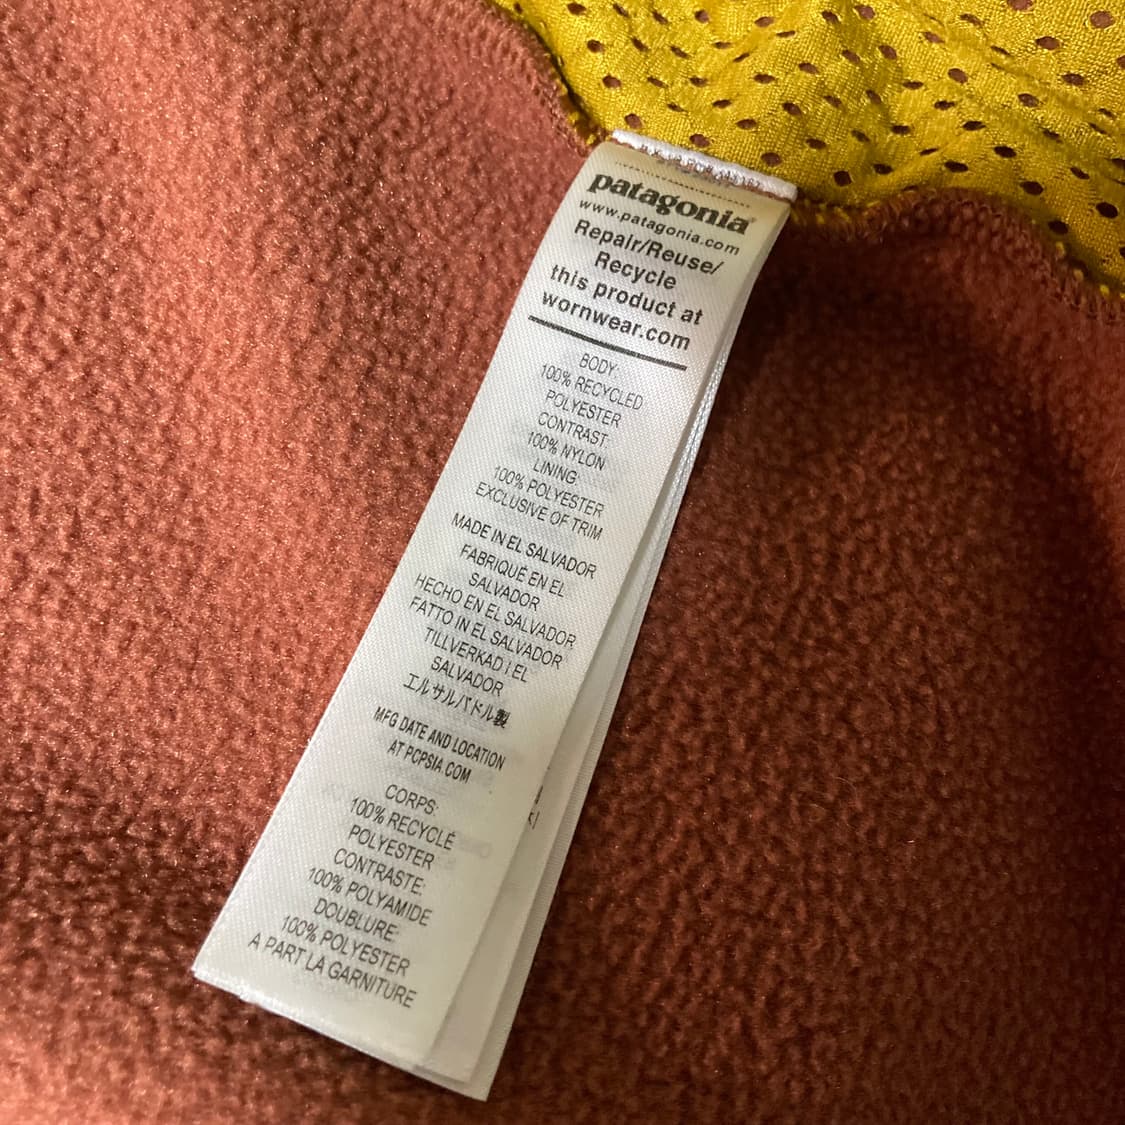 patagonia
www.patagonia.com
Repair/Reuse/
Recycle
this product at
wornwear.com
BODY:
100% RECYCLED
POLYESTER
CONTRAST:
100% NYLON
LINING:
100% POLYESTER
EXCLUSIVE OF TRIM
MADE IN EL SALVADOR
FABRIQUÉ EN EL
SALVADOR
HECHO EN EL SALVADOR
FATTO IN EL SALVADOR
TILLVERKAD I EL
SALVADOR
エルサルバドル製
MFG DATE AND LOCATION
AT PCPSIA.COM
CORPS:
100% RECYCLÉ
POLYESTER
CONTRASTE:
100% POLYAMIDE
DOUBLURE:
100% POLYESTER
A PART LA GARNITURE